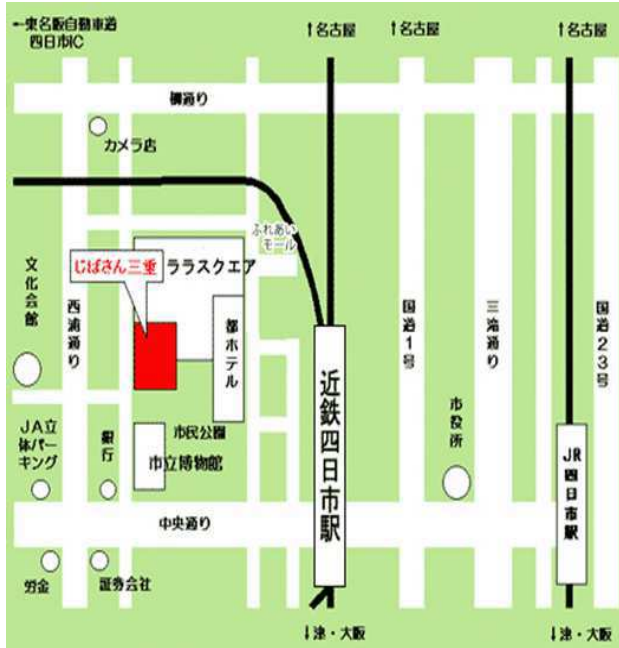 ←東名阪自動車道
四日市IC
↑名古屋
↑名古屋
↑名古屋
柳通り
カメラ店
ふれあい
モール
じばさん三重
ララスクエア
文化会館
西浦通り
都ホテル
国道1号
三滝通り
国道23号
近鉄四日市駅
市役所
JR四日市駅
JA立
体パー
キング
銀行
市民公園
市立博物館
中央通り
労金
証券会社
↓津・大阪
↓津・大阪